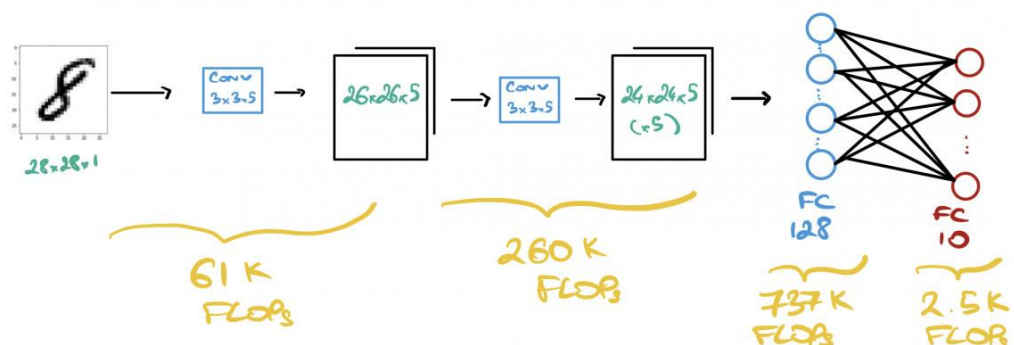 28x28x1
CONV
3x3x5
26x26x5
CONV
3x3x5
24x24x5
(x5)
FC
128
FC
10
61 K
FLOPs
260 K
FLOPs
737 K
FLOPs
2.5 K
FLOPs